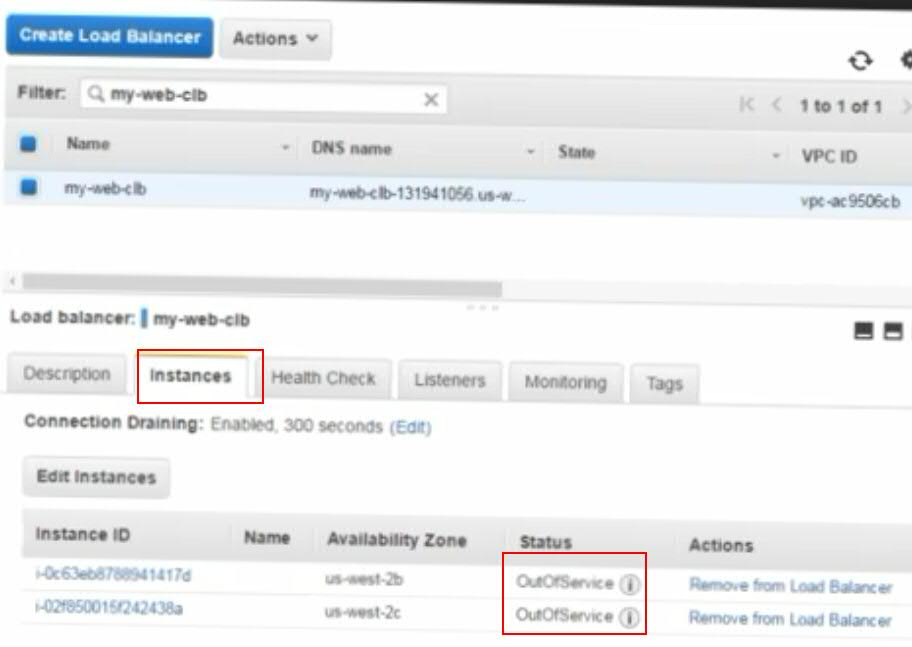 Create Load Balancer Actions
Filter: my-web-clb 1 to 1 of 1
Name DNS name State VPC ID
my-web-clb my-web-clb-131941056.us-w... vpc-ac9506cb
Load balancer: my-web-clb
Description Instances Health Check Listeners Monitoring Tags
Connection Draining: Enabled, 300 seconds (Edit)
Edit Instances
Instance ID Name Availability Zone Status Actions
i-0c63eb8788941417d us-west-2b OutOfService Remove from Load Balancer
i-02f850015f242438a us-west-2c OutOfService Remove from Load Balancer